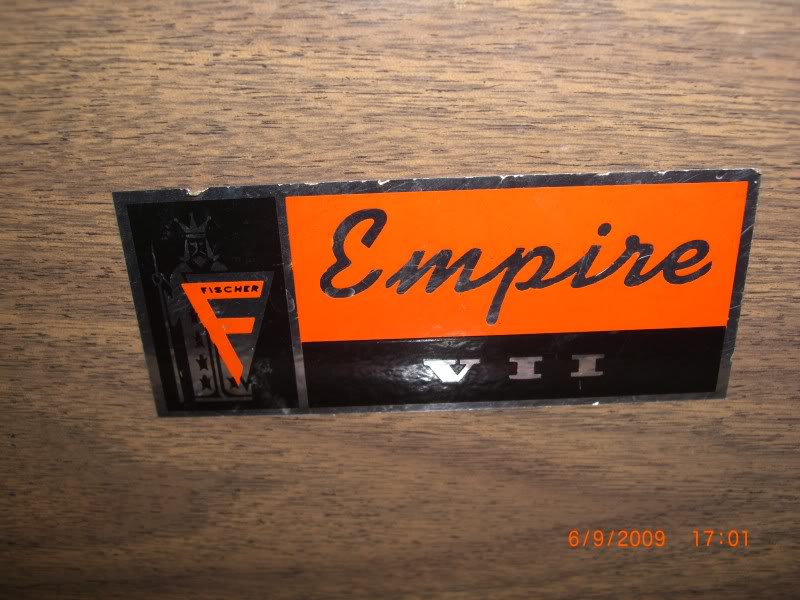 FISCHER
Empire
VII
6/9/2009 17:01